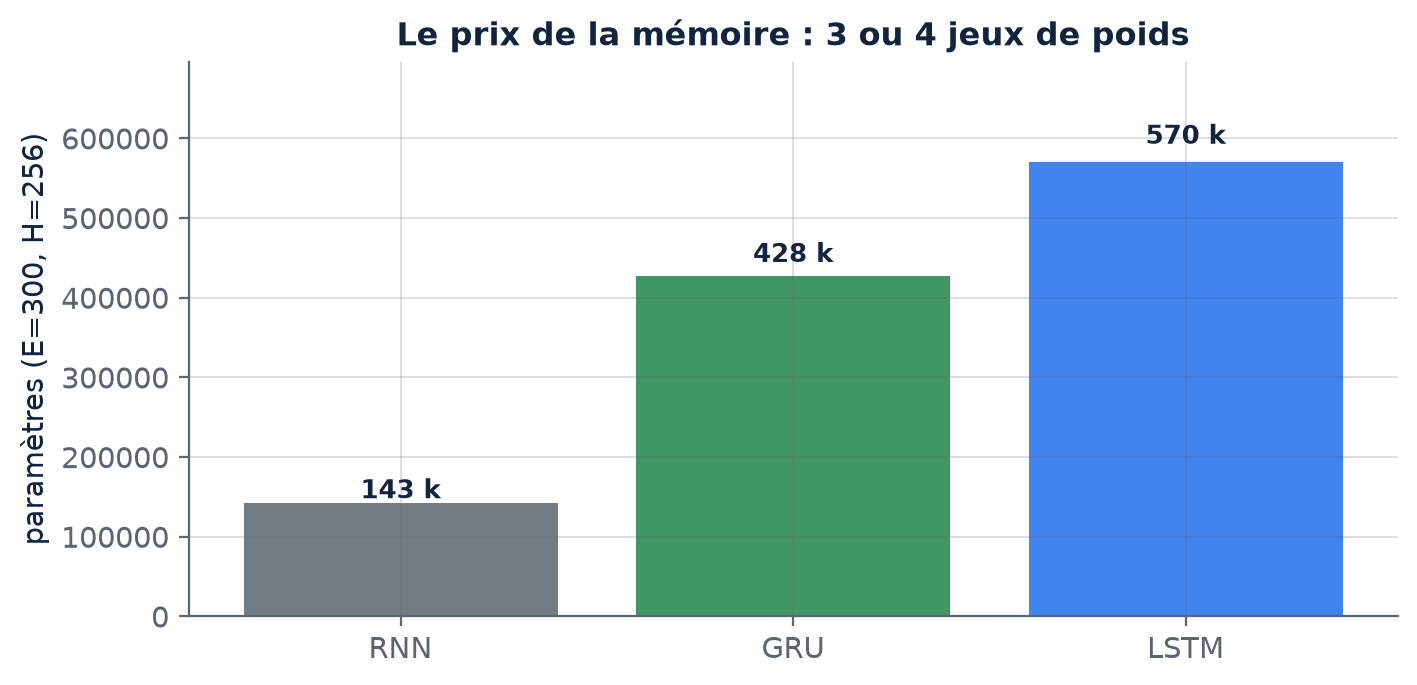 Le prix de la mémoire : 3 ou 4 jeux de poids
paramètres (E=300, H=256)
600000
500000
400000
300000
200000
100000
0
143 k
428 k
570 k
RNN
GRU
LSTM